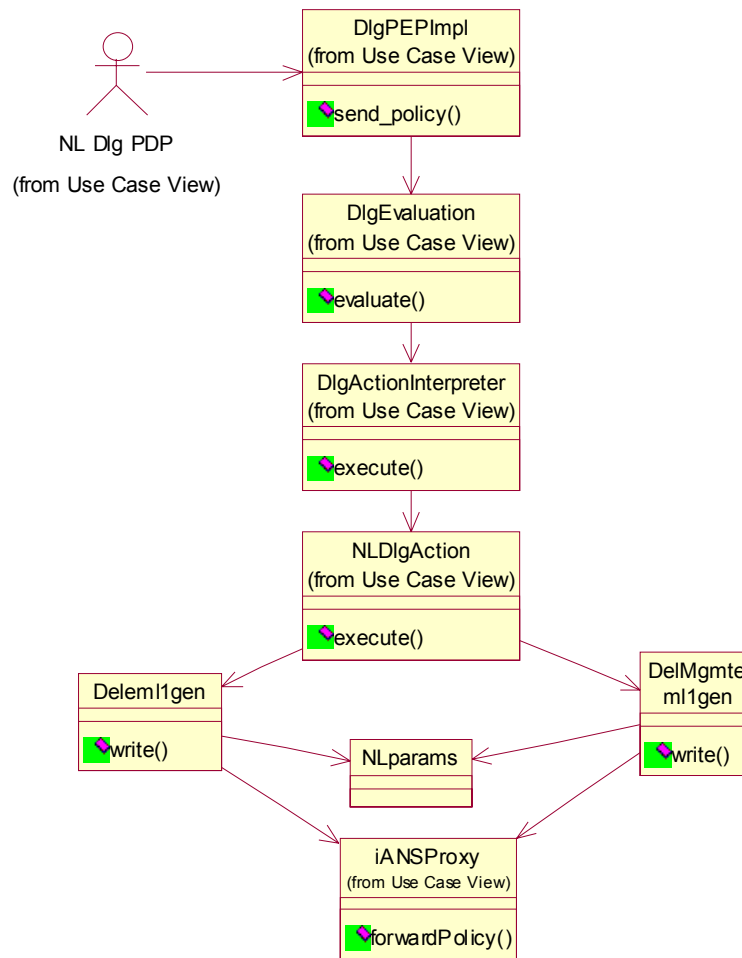 DlgPEPImpl
(from Use Case View)
send_policy()
NL Dlg PDP
(from Use Case View)
DlgEvaluation
(from Use Case View)
evaluate()
DlgActionInterpreter
(from Use Case View)
execute()
NLDlgAction
(from Use Case View)
execute()
Deleml1gen
write()
DelMgmte
ml1gen
write()
NLparams
iANSProxy
(from Use Case View)
forwardPolicy()